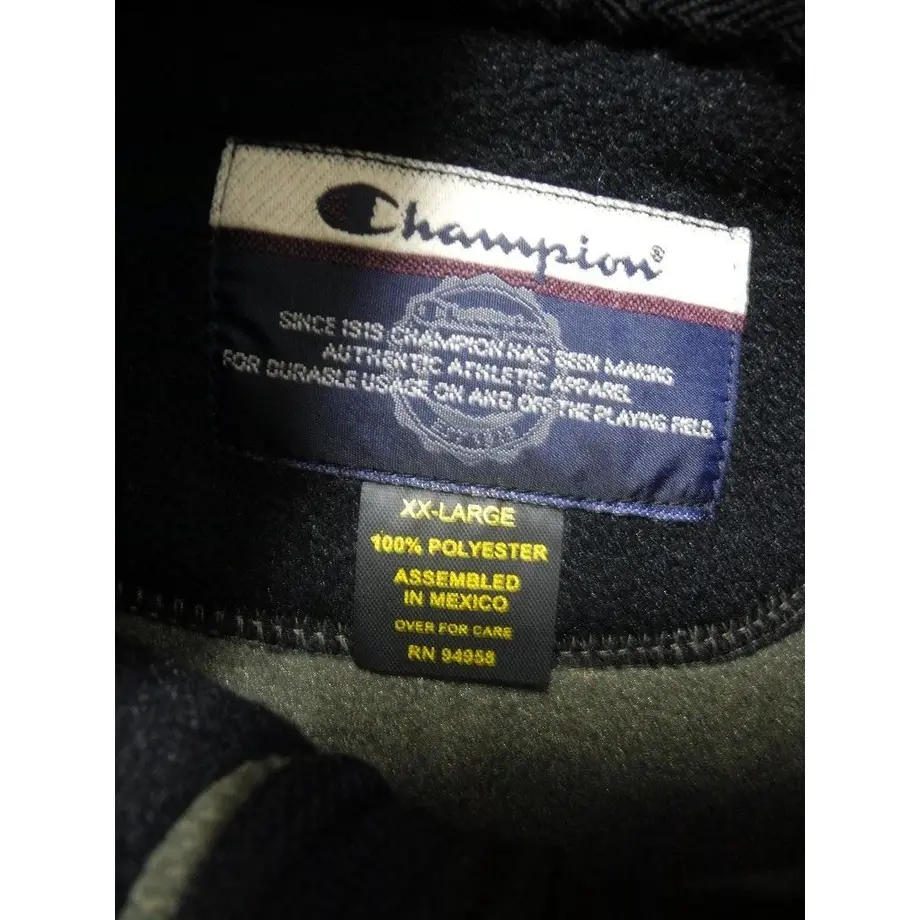 Champion®
SINCE 1919 CHAMPION HAS BEEN MAKING
AUTHENTIC ATHLETIC APPAREL
FOR DURABLE USAGE ON AND OFF THE PLAYING FIELD.
Champion
XX-LARGE
100% POLYESTER
ASSEMBLED
IN MEXICO
OVER FOR CARE
RN 94958